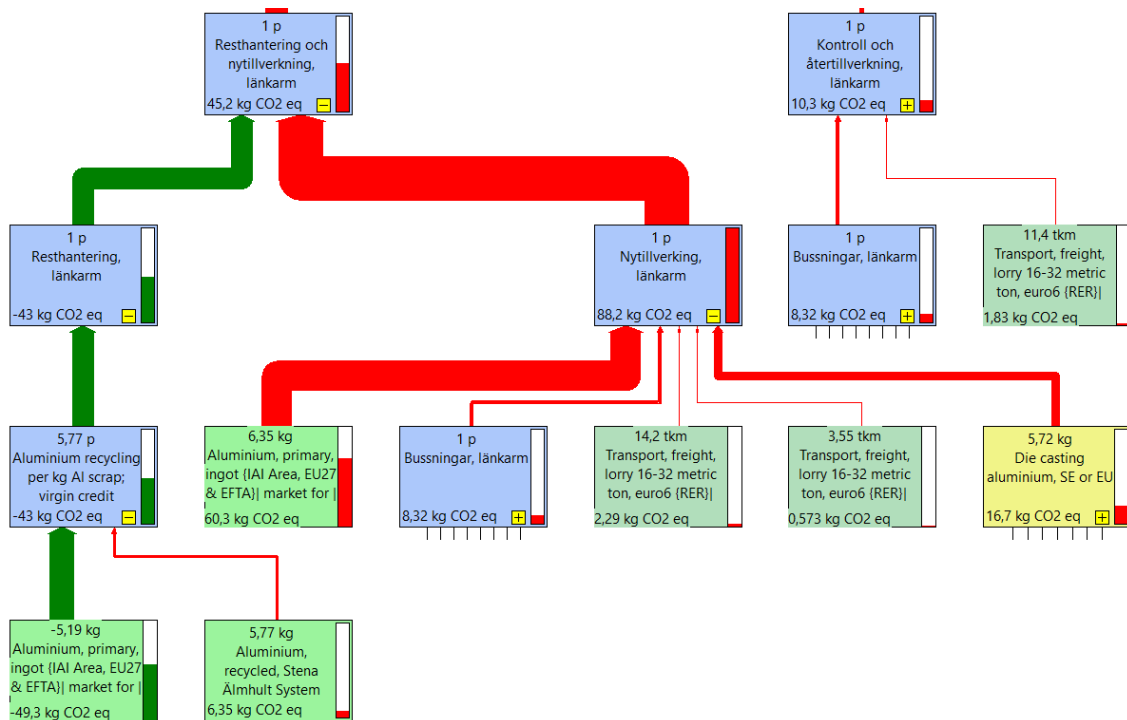 1 p
Resthantering och
nytillverkning,
länkarm
45,2 kg CO2 eq
1 p
Kontroll och
återtillverkning,
länkarm
10,3 kg CO2 eq
1 p
Resthantering,
länkarm
-43 kg CO2 eq
1 p
Nytillverking,
länkarm
88,2 kg CO2 eq
1 p
Bussningar, länkarm
8,32 kg CO2 eq
11,4 tkm
Transport, freight,
lorry 16-32 metric
ton, euro6 {RER}|
1,83 kg CO2 eq
5,77 p
Aluminium recycling
per kg Al scrap;
virgin credit
-43 kg CO2 eq
6,35 kg
Aluminium, primary,
ingot {IAI Area, EU27
& EFTA}| market for |
60,3 kg CO2 eq
1 p
Bussningar, länkarm
8,32 kg CO2 eq
14,2 tkm
Transport, freight,
lorry 16-32 metric
ton, euro6 {RER}|
2,29 kg CO2 eq
3,55 tkm
Transport, freight,
lorry 16-32 metric
ton, euro6 {RER}|
0,573 kg CO2 eq
5,72 kg
Die casting
aluminium, SE or EU
16,7 kg CO2 eq
-5,19 kg
Aluminium, primary,
ingot {IAI Area, EU27
& EFTA}| market for |
-49,3 kg CO2 eq
5,77 kg
Aluminium,
recycled, Stena
Älmhult System
6,35 kg CO2 eq